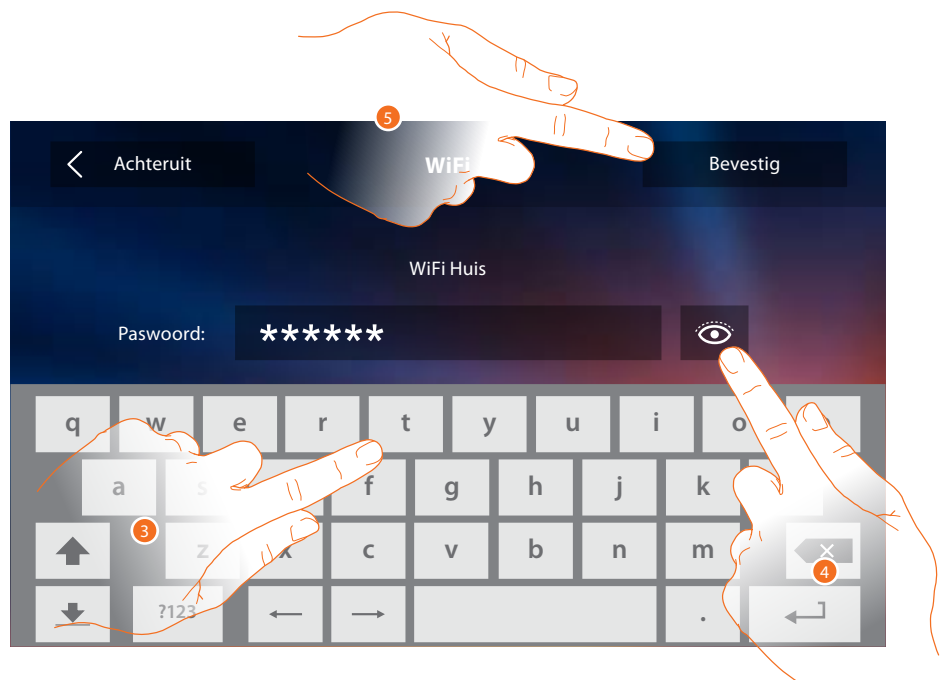 5
Achteruit
WiFi
Bevestig
WiFi Huis
Paswoord:
******
q w e r t y u i o p
a s f g h j k
3
z x c v b n m
4
?123
.